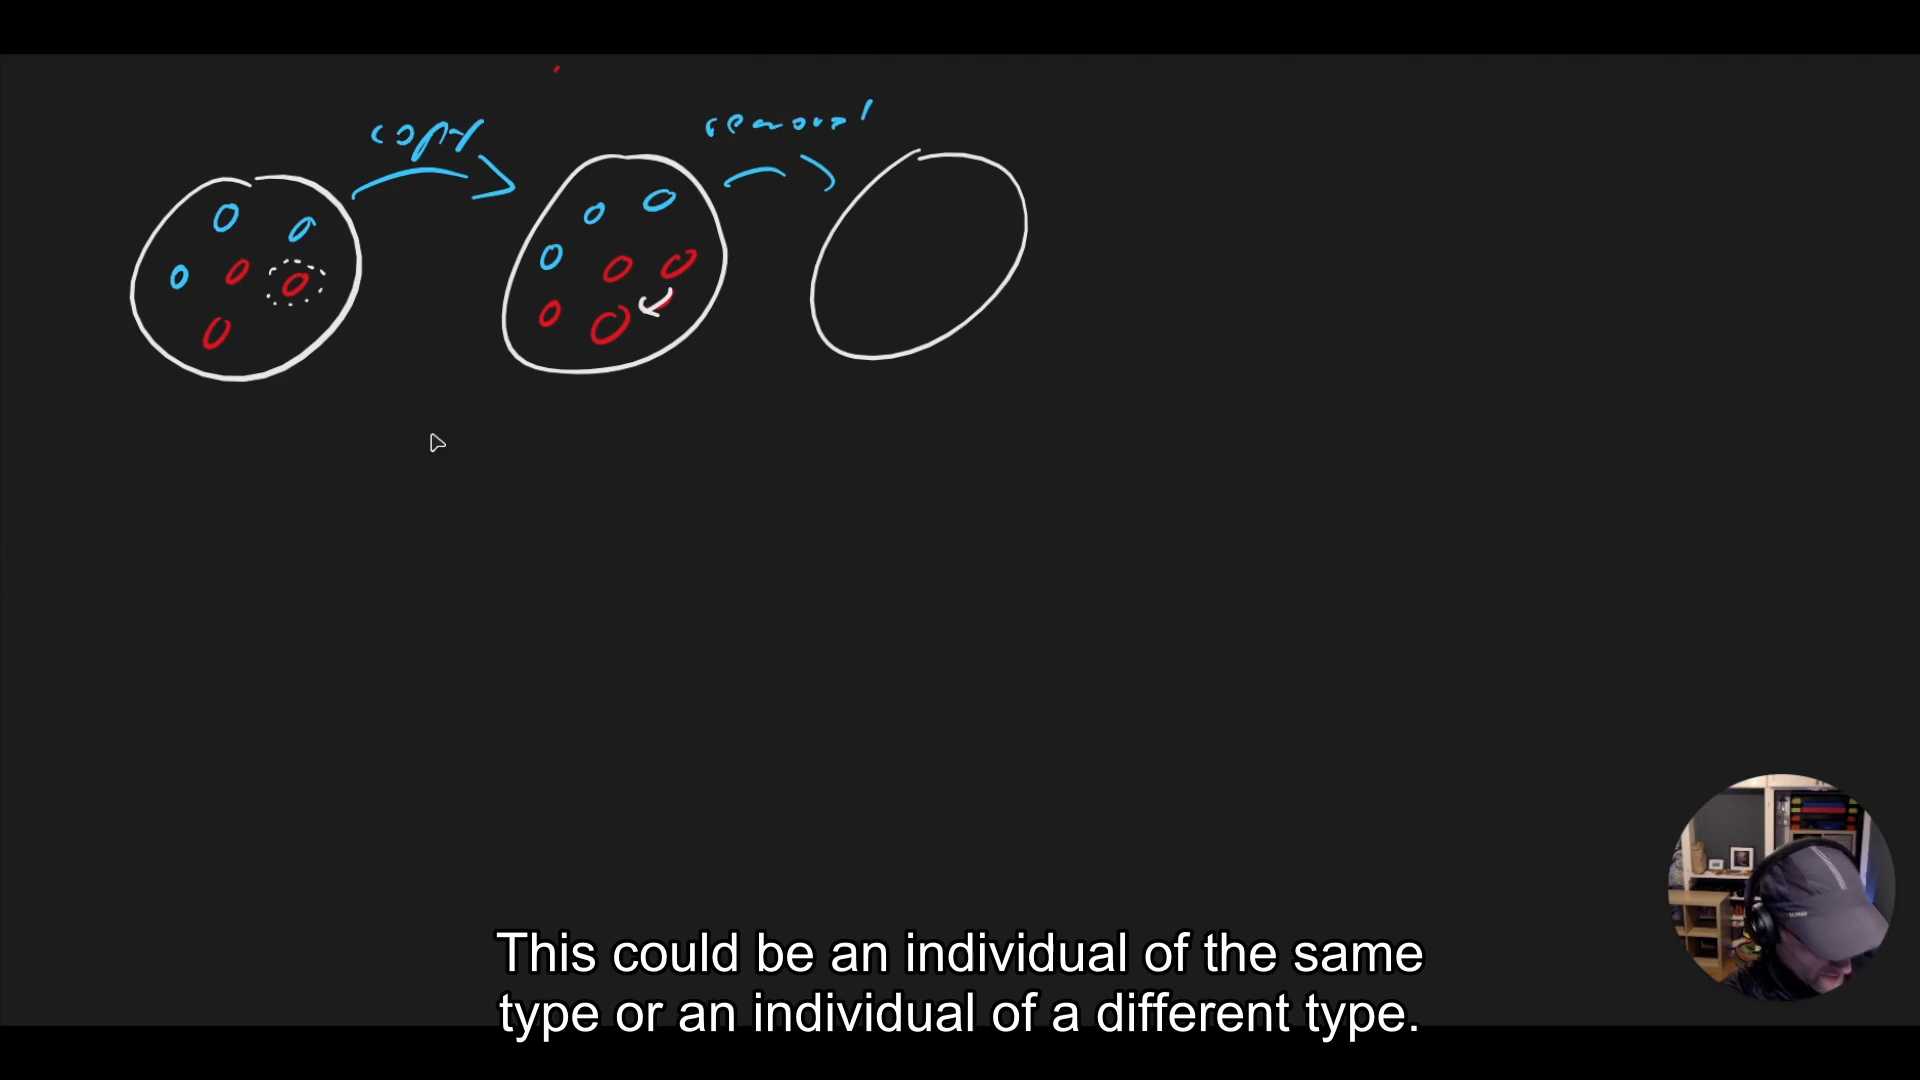 copy
removal
This could be an individual of the same
type or an individual of a different type.